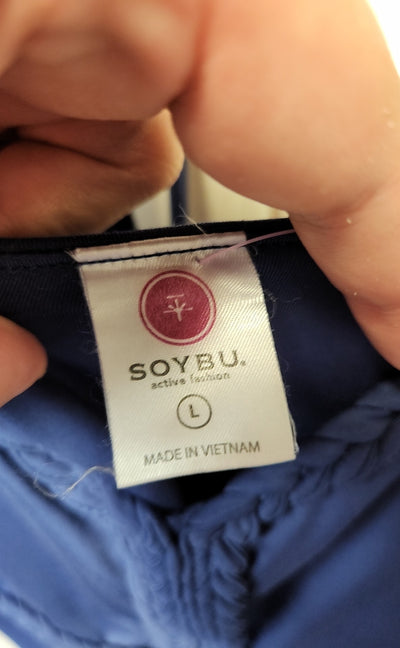 SOYBU.
active fashion
L
MADE IN VIETNAM